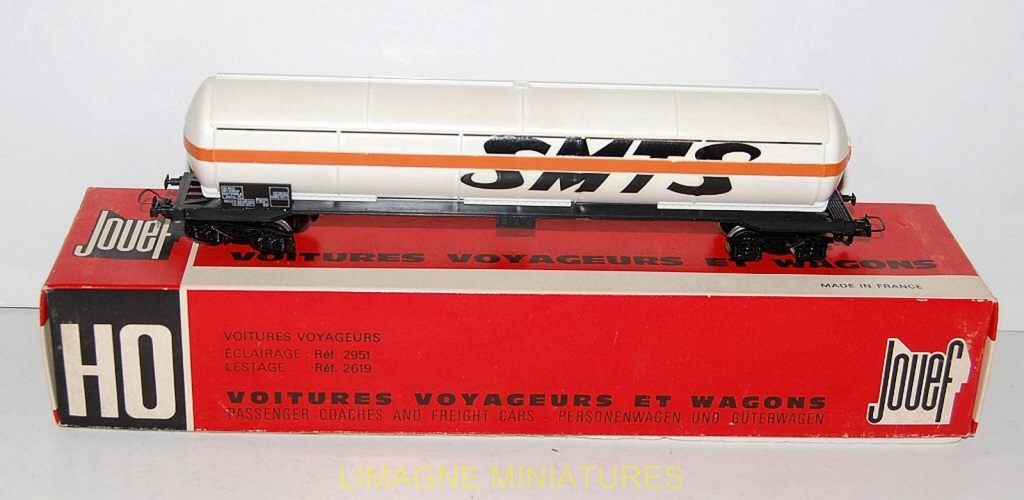 SMTS
Jouef
VOITURES VOYAGEURS ET WAGONS
MADE IN FRANCE
HO
VOITURES VOYAGEURS
ÉCLAIRAGE : Réf. 2951
LESTAGE : Réf. 2619
VOITURES VOYAGEURS ET WAGONS
PASSENGER COACHES AND FREIGHT CARS - PERSONENWAGEN UND GÜTERWAGEN
Jouef
LIMAGNE MINIATURES